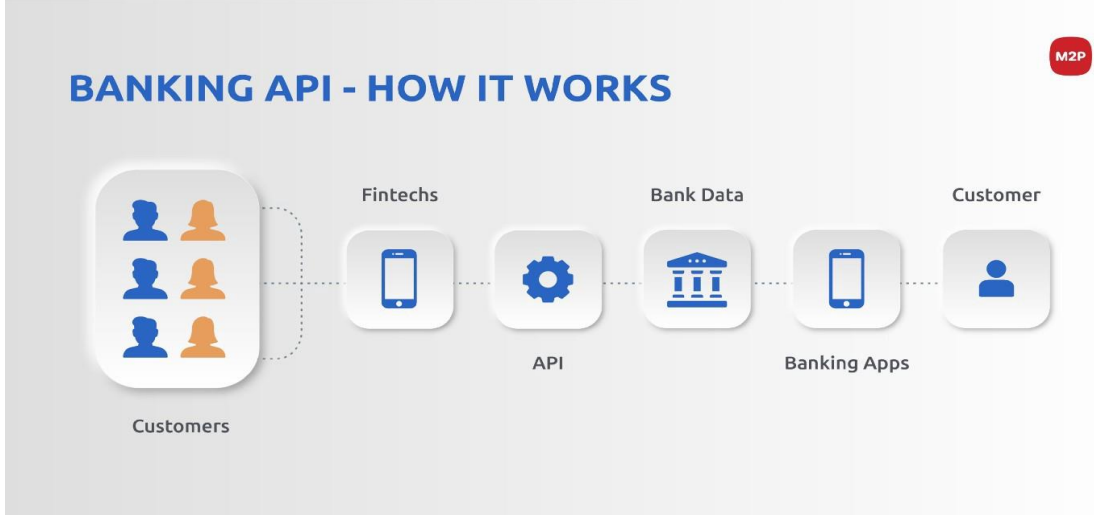 M2P
BANKING API - HOW IT WORKS
Fintechs
Bank Data
Customer
API
Banking Apps
Customers